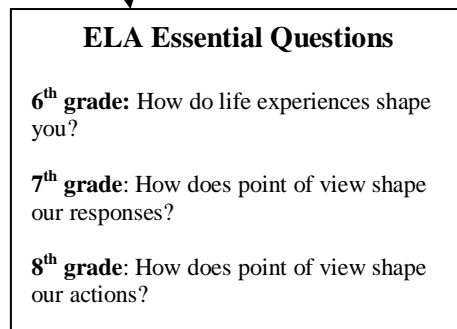 ELA Essential Questions
6th grade: How do life experiences shape
you?
7th grade: How does point of view shape
our responses?
8th grade: How does point of view shape
our actions?